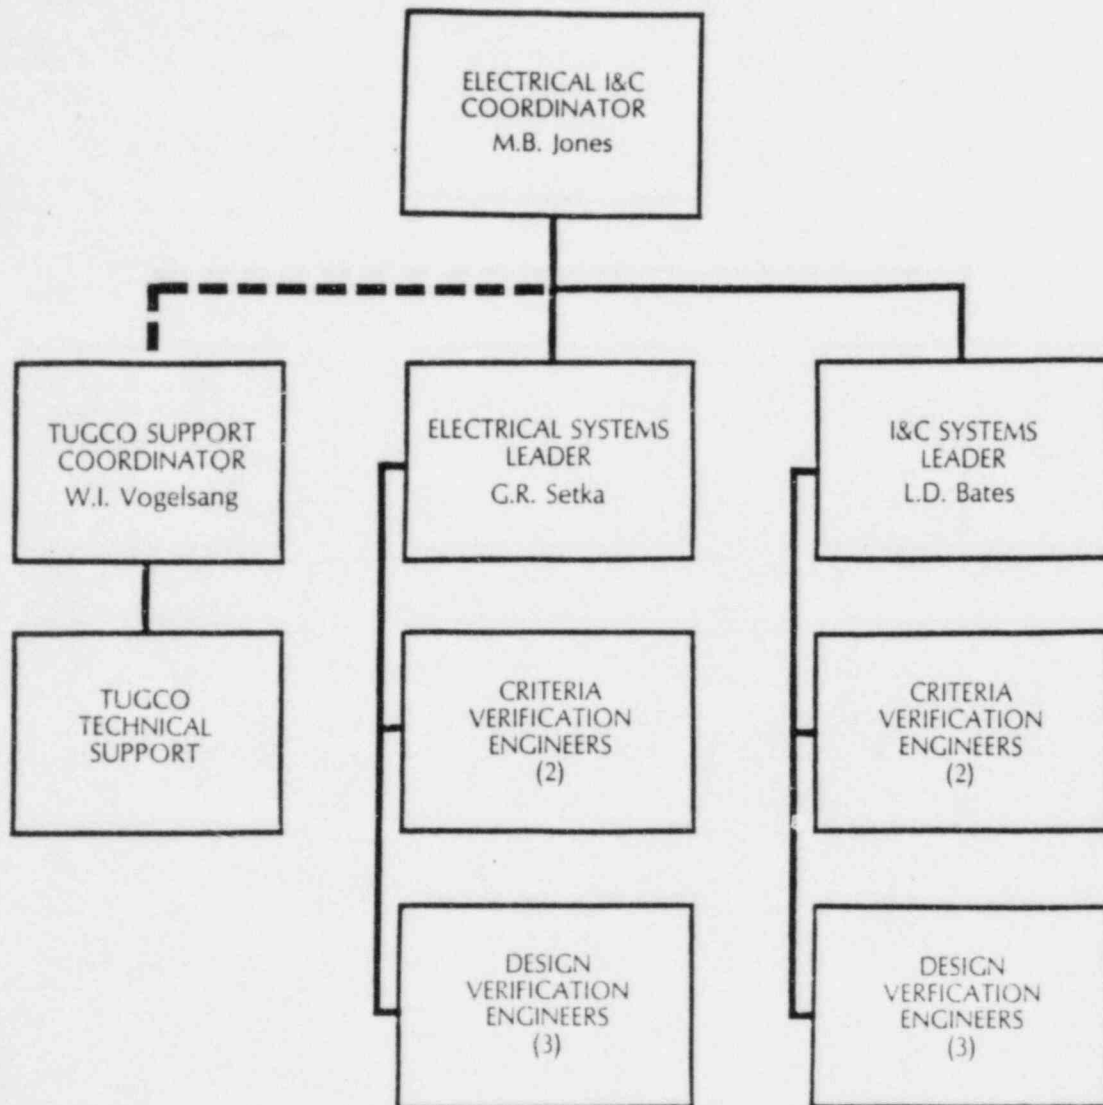 ELECTRICAL I&C
COORDINATOR
M.B. Jones
TUGCO SUPPORT
COORDINATOR
W.I. Vogelsang
ELECTRICAL SYSTEMS
LEADER
G.R. Setka
I&C SYSTEMS
LEADER
L.D. Bates
TUGCO
TECHNICAL
SUPPORT
CRITERIA
VERIFICATION
ENGINEERS
(2)
CRITERIA
VERIFICATION
ENGINEERS
(2)
DESIGN
VERIFICATION
ENGINEERS
(3)
DESIGN
VERFICATION
ENGINEERS
(3)